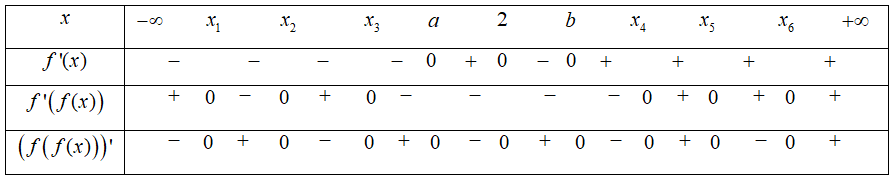 x −∞ x₁ x₂ x₃ a 2 b x₄ x₅ x₆ +∞
f'(x) − − − − 0 + 0 − 0 + + + +
f'(f(x)) + 0 − 0 + 0 − − − − 0 + 0 + 0 +
(f(f(x)))' − 0 + 0 − 0 + 0 − 0 + 0 − 0 + 0 − 0 +